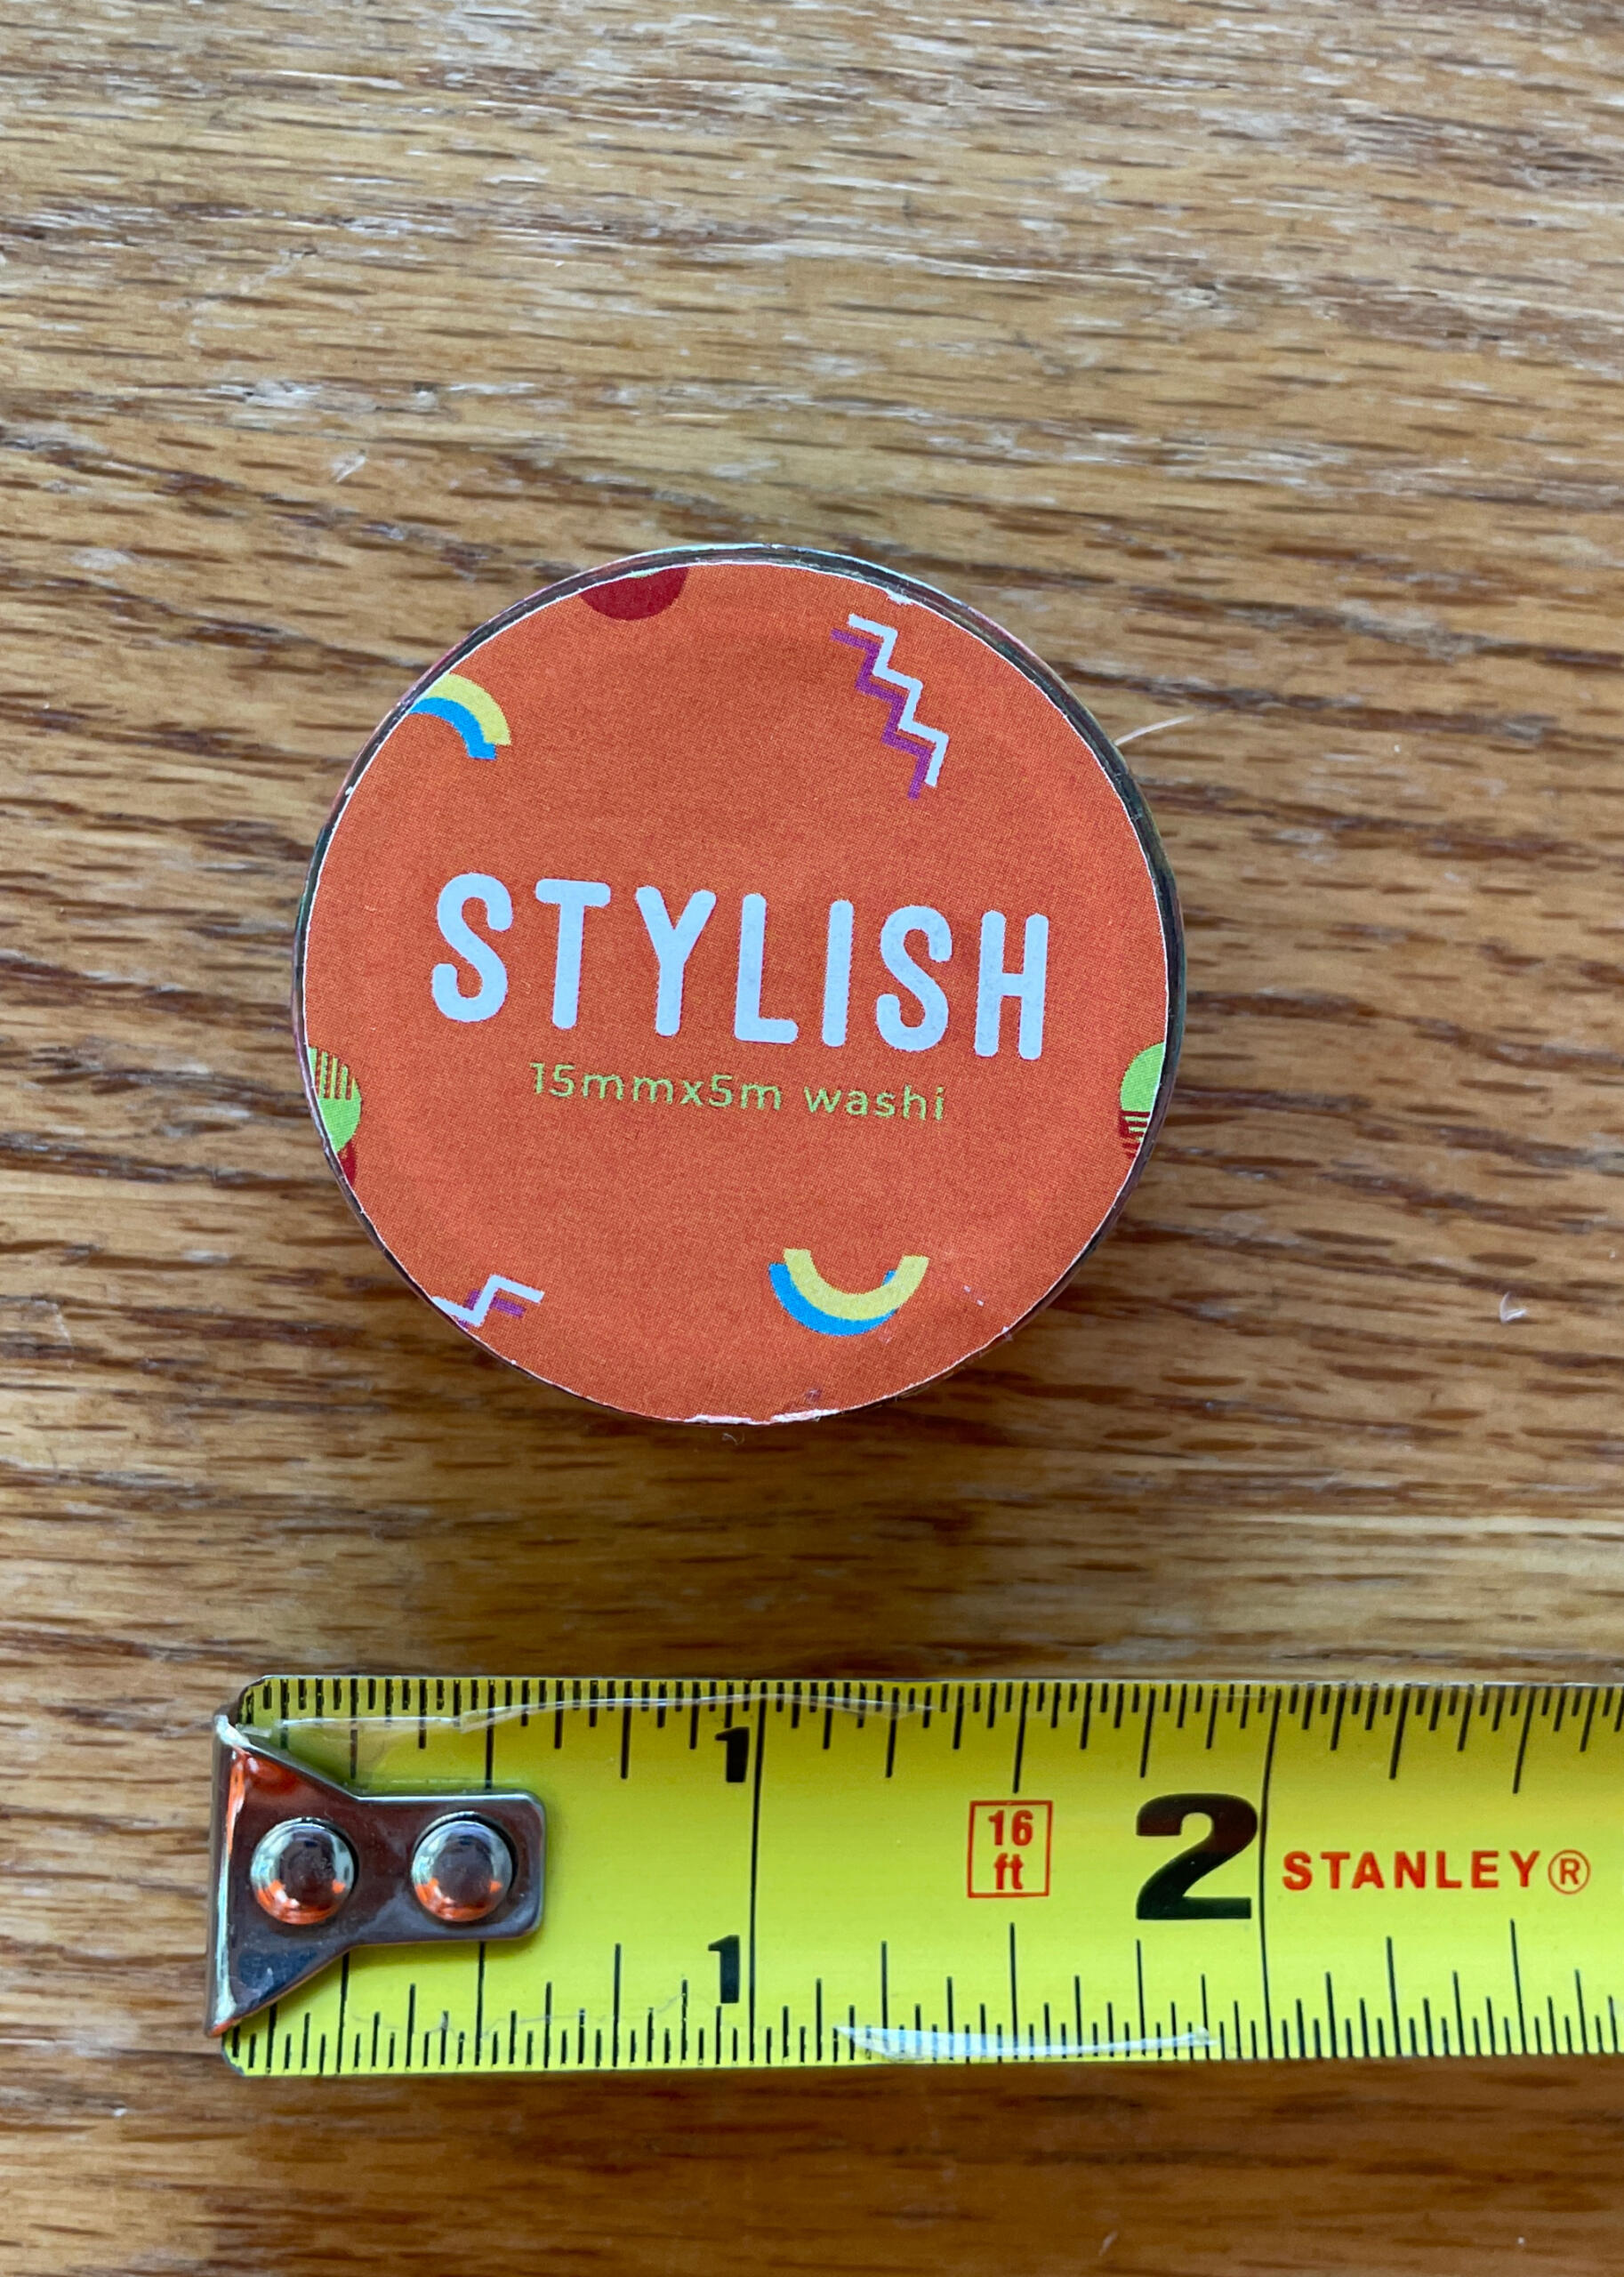 STYLISH
15mmx5m washi
1
16
ft
2
STANLEY®
1